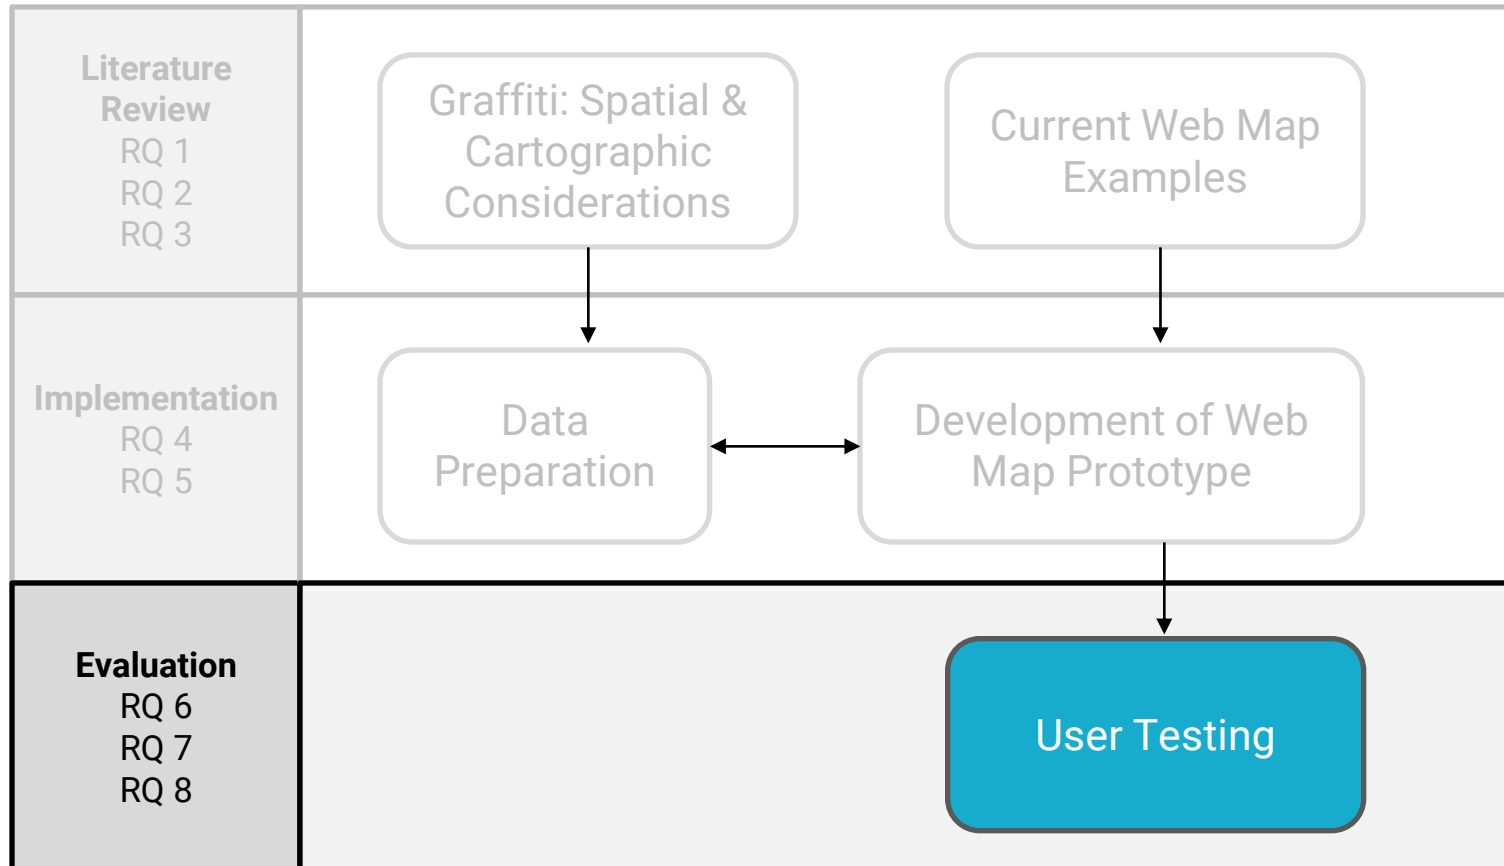 Literature
Review
RQ 1
RQ 2
RQ 3
Graffiti: Spatial &
Cartographic
Considerations
Current Web Map
Examples
Implementation
RQ 4
RQ 5
Data
Preparation
Development of Web
Map Prototype
Evaluation
RQ 6
RQ 7
RQ 8
User Testing